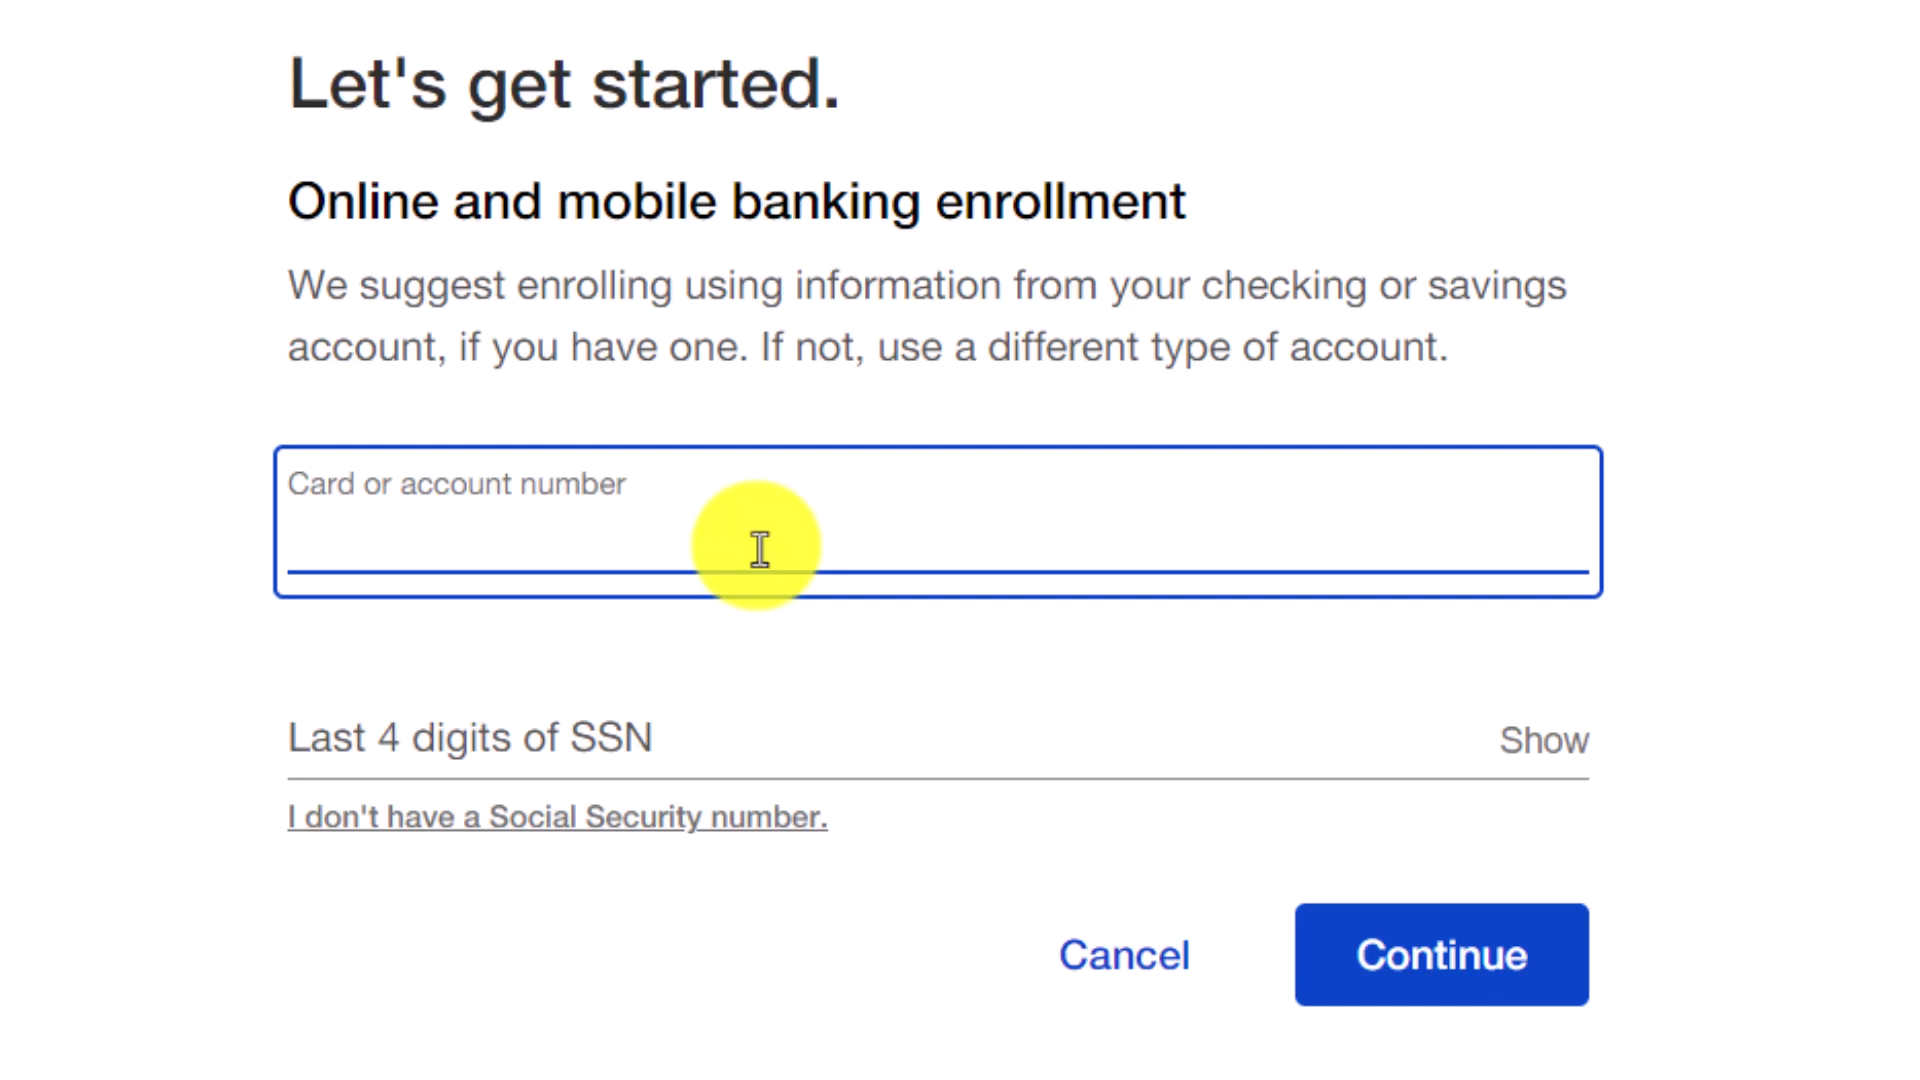 Let's get started.
Online and mobile banking enrollment
We suggest enrolling using information from your checking or savings
account, if you have one. If not, use a different type of account.
Card or account number
Last 4 digits of SSN
Show
I don't have a Social Security number.
Cancel
Continue